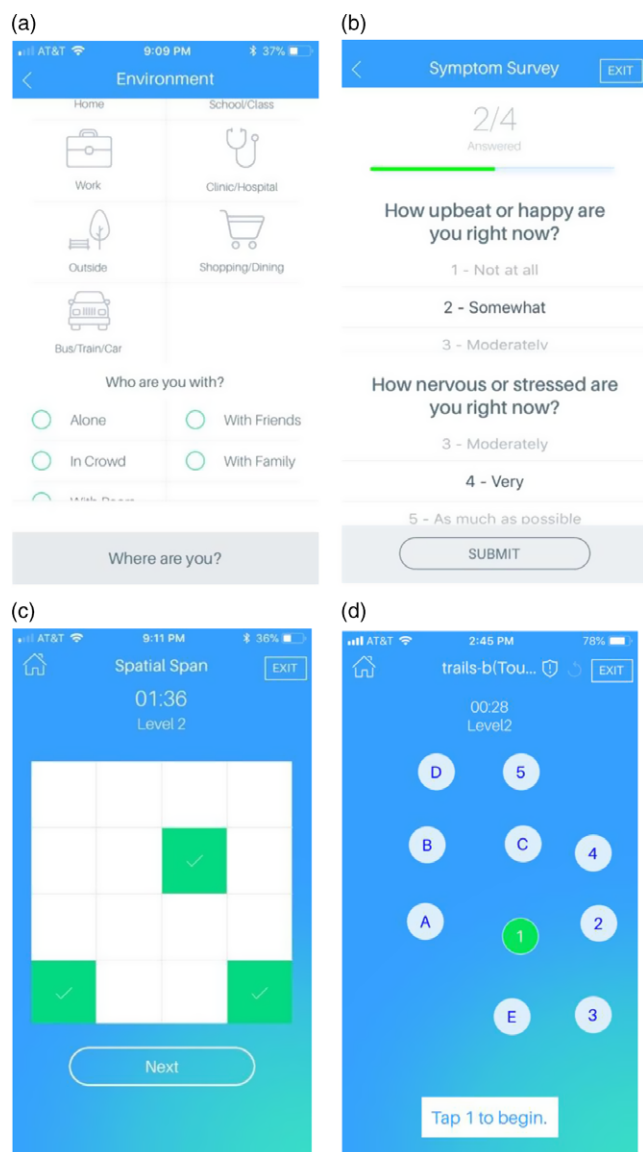 (a)
AT&T 9:09 PM 37%
Environment
Home School/Class
Work Clinic/Hospital
Outside Shopping/Dining
Bus/Train/Car
Who are you with?
Alone With Friends
In Crowd With Family
Where are you?
(b)
Symptom Survey EXIT
2/4
Answered
How upbeat or happy are
you right now?
1 - Not at all
2 - Somewhat
3 - Moderately
How nervous or stressed are
you right now?
3 - Moderately
4 - Very
5 - As much as possible
SUBMIT
(c)
AT&T 9:11 PM 36%
Spatial Span EXIT
01:36
Level 2
Next
(d)
AT&T 2:45 PM 78%
trails-b(Tou... EXIT
00:28
Level2
D 5
B C 4
A 1 2
E 3
Tap 1 to begin.